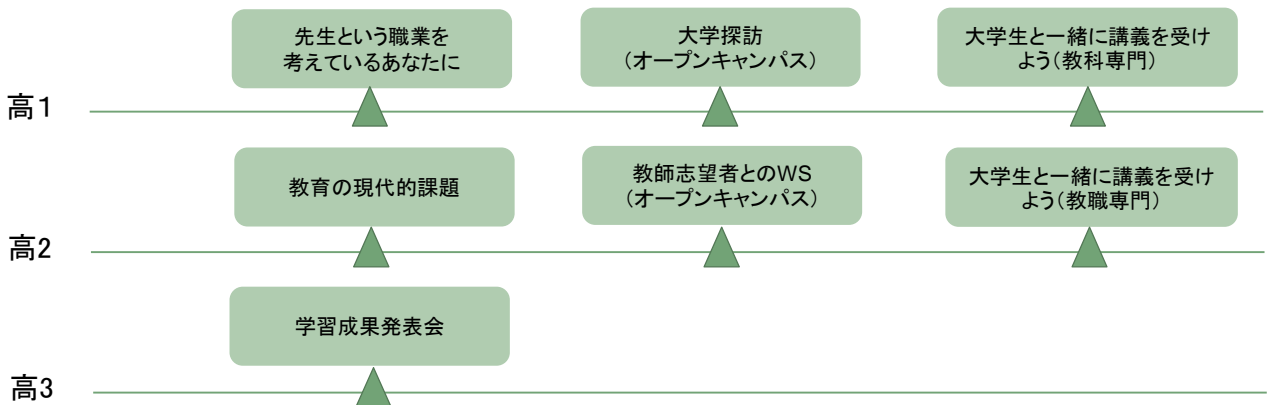 先生という職業を
考えているあなたに
大学探訪
(オープンキャンパス)
大学生と一緒に講義を受け
よう(教科専門)
高1
教育の現代的課題
教師志望者とのWS
(オープンキャンパス)
大学生と一緒に講義を受け
よう(教職専門)
高2
学習成果発表会
高3